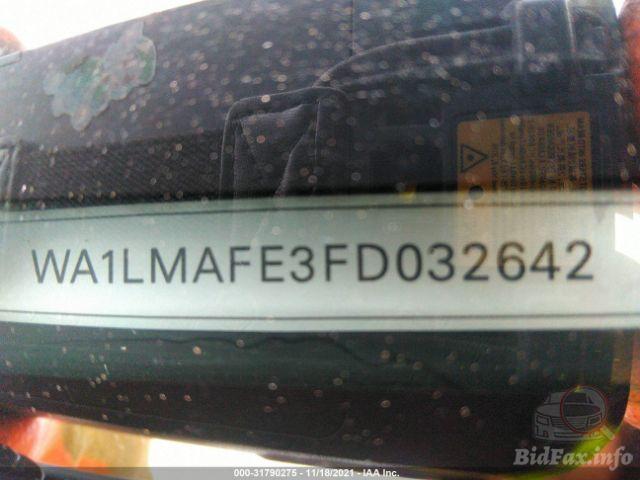 WA1LMAFE3FD032642
BidFax.info
000-31790275 - 11/18/2021 - IAA Inc.